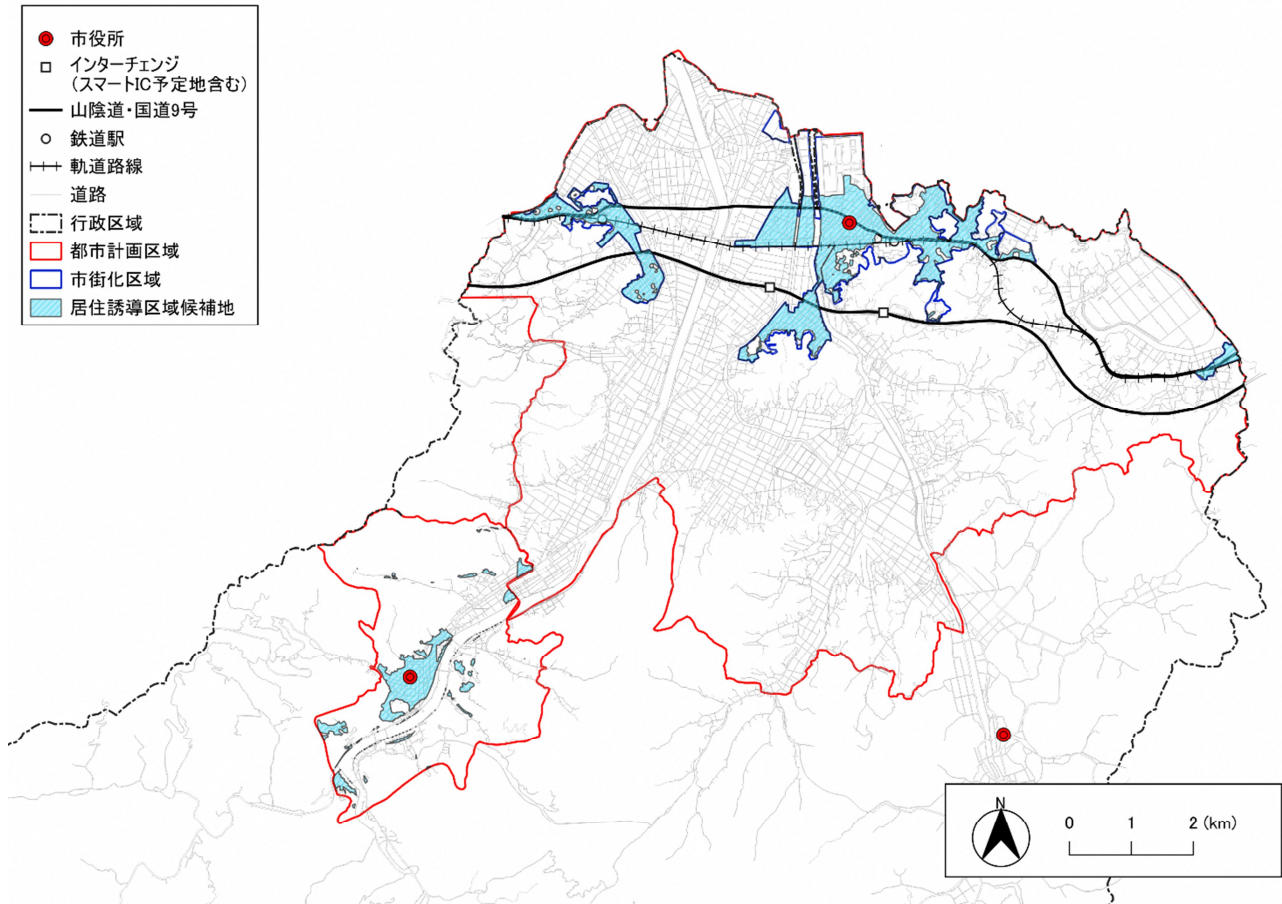 市役所
インターチェンジ
(スマートIC予定地含む)
山陰道・国道9号
鉄道駅
軌道路線
道路
行政区域
都市計画区域
市街化区域
居住誘導区域候補地
N
0 1 2 (km)